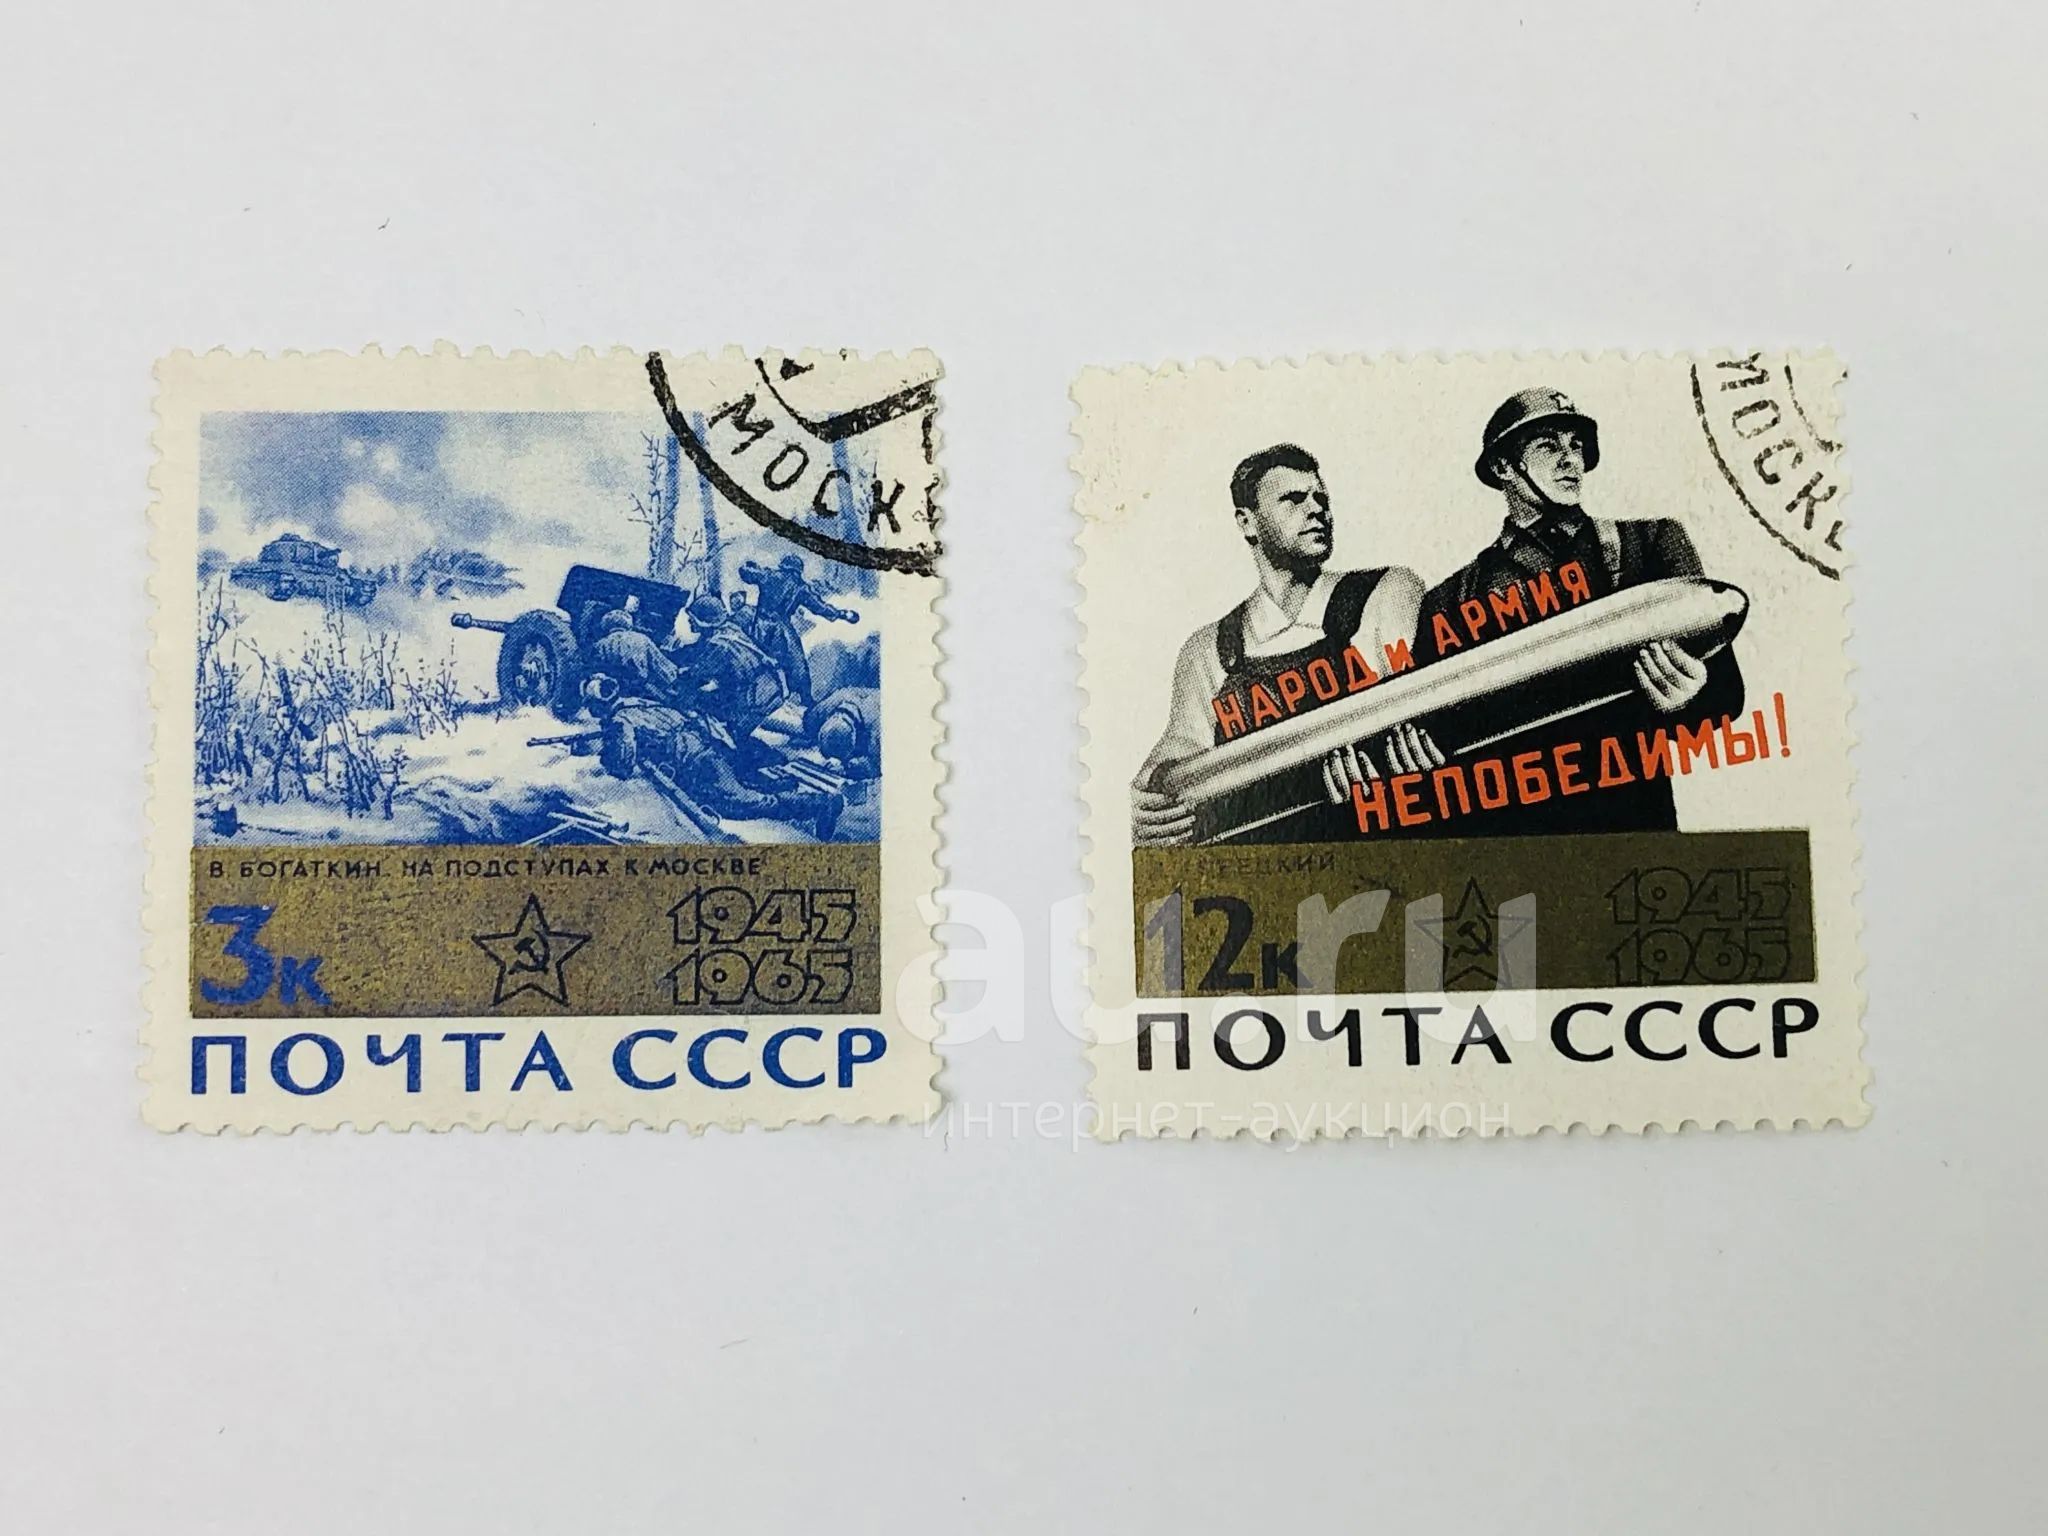 МОСК
В. БОГАТКИН. НА ПОДСТУПАХ К МОСКВЕ
3к
1945
1965
ПОЧТА СССР
МОСК
НАРОД И АРМИЯ
НЕПОБЕДИМЫ!
12к
1945
1965
ПОЧТА СССР
au.ru
интернет-аукцион